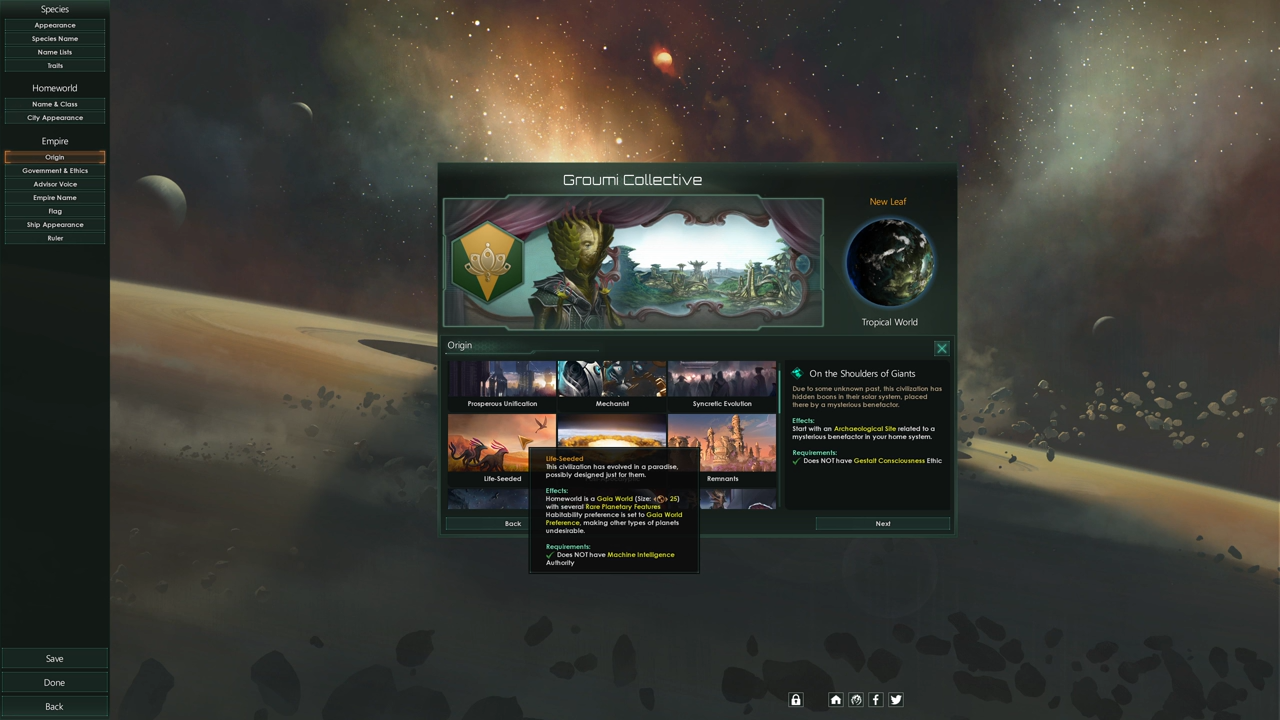 Species
Appearance
Species Name
Name Lists
Traits
Homeworld
Name & Class
City Appearance
Empire
Origin
Government & Ethics
Advisor Voice
Empire Name
Flag
Ship Appearance
Ruler
Save
Done
Back
Groumi Collective
New Leaf
Tropical World
Origin
Prosperous Unification
Mechanist
Syncretic Evolution
Life-Seeded
Remnants
Back
Next
Life-Seeded
This civilization has evolved in a paradise,
possibly designed just for them.
Effects:
Homeworld is a Gaia World (Size: 25)
with several Rare Planetary Features
Habitability preference is set to Gaia World
Preference, making other types of planets
undesirable.
Requirements:
Does NOT have Machine Intelligence
Authority
On the Shoulders of Giants
Due to some unknown past, this civilization has
hidden boons in their solar system, placed
there by a mysterious benefactor.
Effects:
Start with an Archaeological Site related to a
mysterious benefactor in your home system.
Requirements:
Does NOT have Gestalt Consciousness Ethic